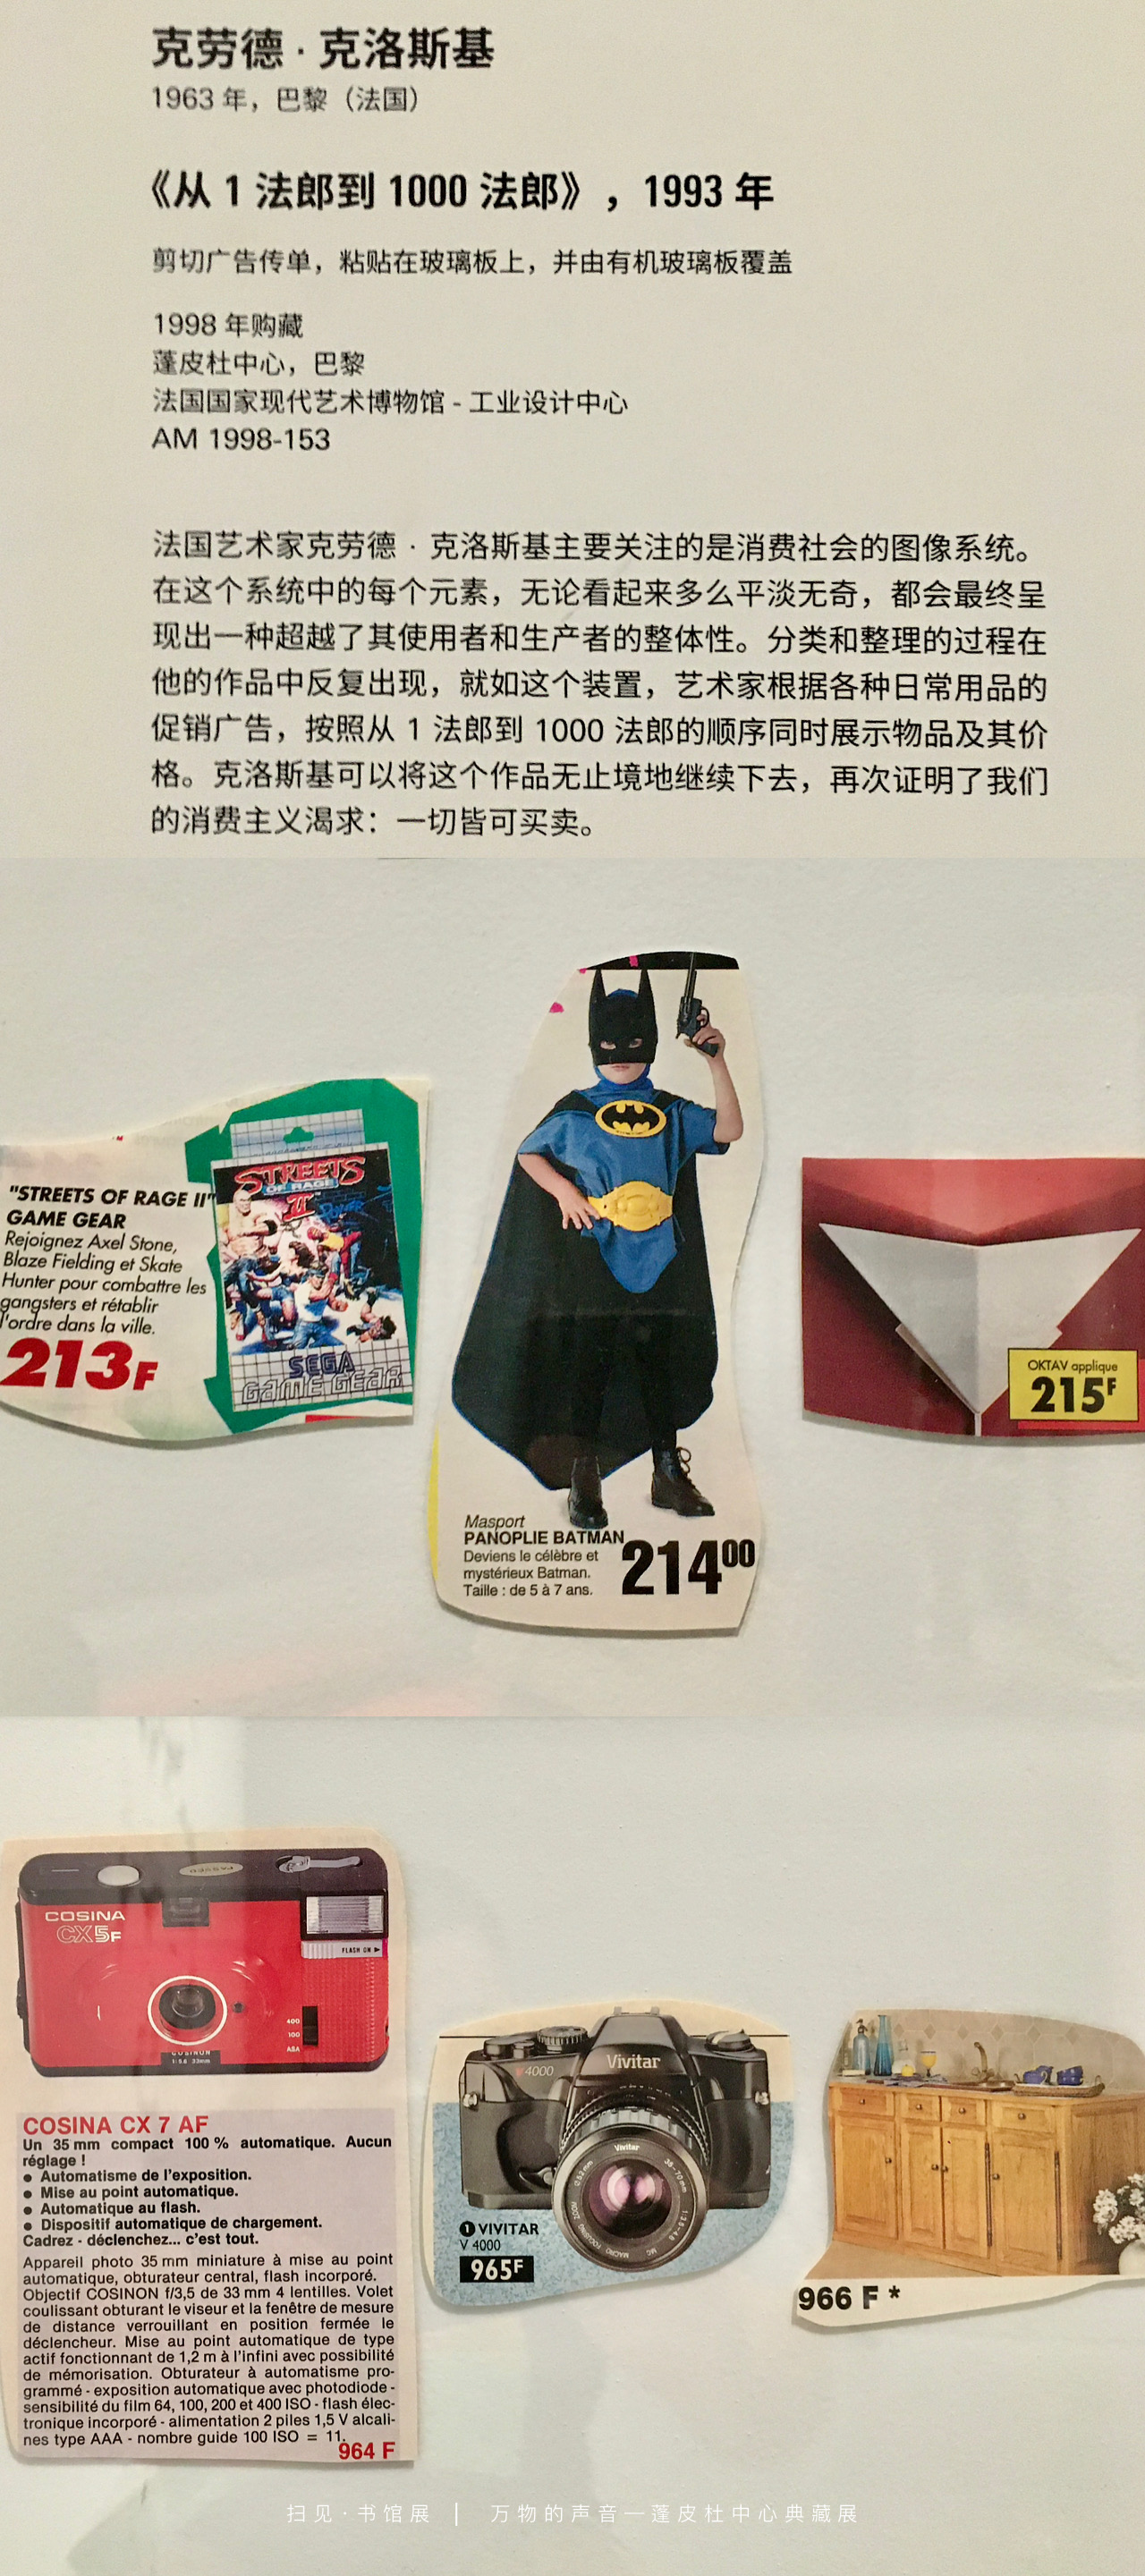 克劳德 · 克洛斯基
1963 年，巴黎（法国）
《从 1 法郎到 1000 法郎》，1993 年
剪切广告传单，粘贴在玻璃板上，并由有机玻璃板覆盖
1998 年购藏
蓬皮杜中心，巴黎
法国国家现代艺术博物馆 - 工业设计中心
AM 1998-153
法国艺术家克劳德 · 克洛斯基主要关注的是消费社会的图像系统。
在这个系统中的每个元素，无论看起来多么平淡无奇，都会最终呈
现出一种超越了其使用者和生产者的整体性。分类和整理的过程在
他的作品中反复出现，就如这个装置，艺术家根据各种日常用品的
促销广告，按照从 1 法郎到 1000 法郎的顺序同时展示物品及其价
格。克洛斯基可以将这个作品无止境地继续下去，再次证明了我们
的消费主义渴求：一切皆可买卖。
"STREETS OF RAGE II"
GAME GEAR
Rejoignez Axel Stone,
Blaze Fielding et Skate
Hunter pour combattre les
gangsters et rétablir
l'ordre dans la ville.
213F
STREETS
OF RAGE
II
SEGA
GAME GEAR
Masport
PANOPLIE BATMAN
Deviens le célèbre et
mystérieux Batman.
Taille : de 5 à 7 ans.
21400
OKTAV applique
215F
COSINA
CX5F
FLASH ON ▶
400
100
ASA
COSINON
1:5.6 33mm
COSINA CX 7 AF
Un 35 mm compact 100 % automatique. Aucun
réglage !
● Automatisme de l'exposition.
● Mise au point automatique.
● Automatique au flash.
● Dispositif automatique de chargement.
Cadrez - déclenchez... c'est tout.
Appareil photo 35 mm miniature à mise au point
automatique, obturateur central, flash incorporé.
Objectif COSINON f/3,5 de 33 mm 4 lentilles. Volet
coulissant obturant le viseur et la fenêtre de mesure
de distance verrouillant en position fermée le
déclencheur. Mise au point automatique de type
actif fonctionnant de 1,2 m à l'infini avec possibilité
de mémorisation. Obturateur à automatisme pro-
grammé - exposition automatique avec photodiode -
sensibilité du film 64, 100, 200 et 400 ISO - flash élec-
tronique incorporé - alimentation 2 piles 1,5 V alcali-
nes type AAA - nombre guide 100 ISO = 11.
964 F
Vivitar
V4000
Vivitar
1 VIVITAR
V 4000
965F
966 F *
扫见·书馆展 | 万物的声音—蓬皮杜中心典藏展